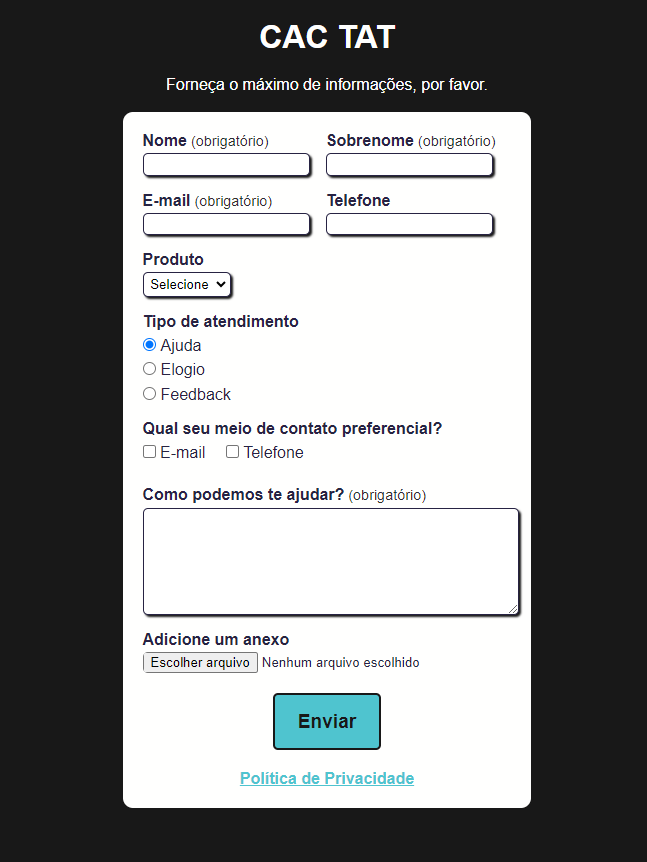 CAC TAT
Forneça o máximo de informações, por favor.
Nome (obrigatório) Sobrenome (obrigatório)
E-mail (obrigatório) Telefone
Produto
Selecione
Tipo de atendimento
Ajuda
Elogio
Feedback
Qual seu meio de contato preferencial?
E-mail Telefone
Como podemos te ajudar? (obrigatório)
Adicione um anexo
Escolher arquivo Nenhum arquivo escolhido
Enviar
Política de Privacidade